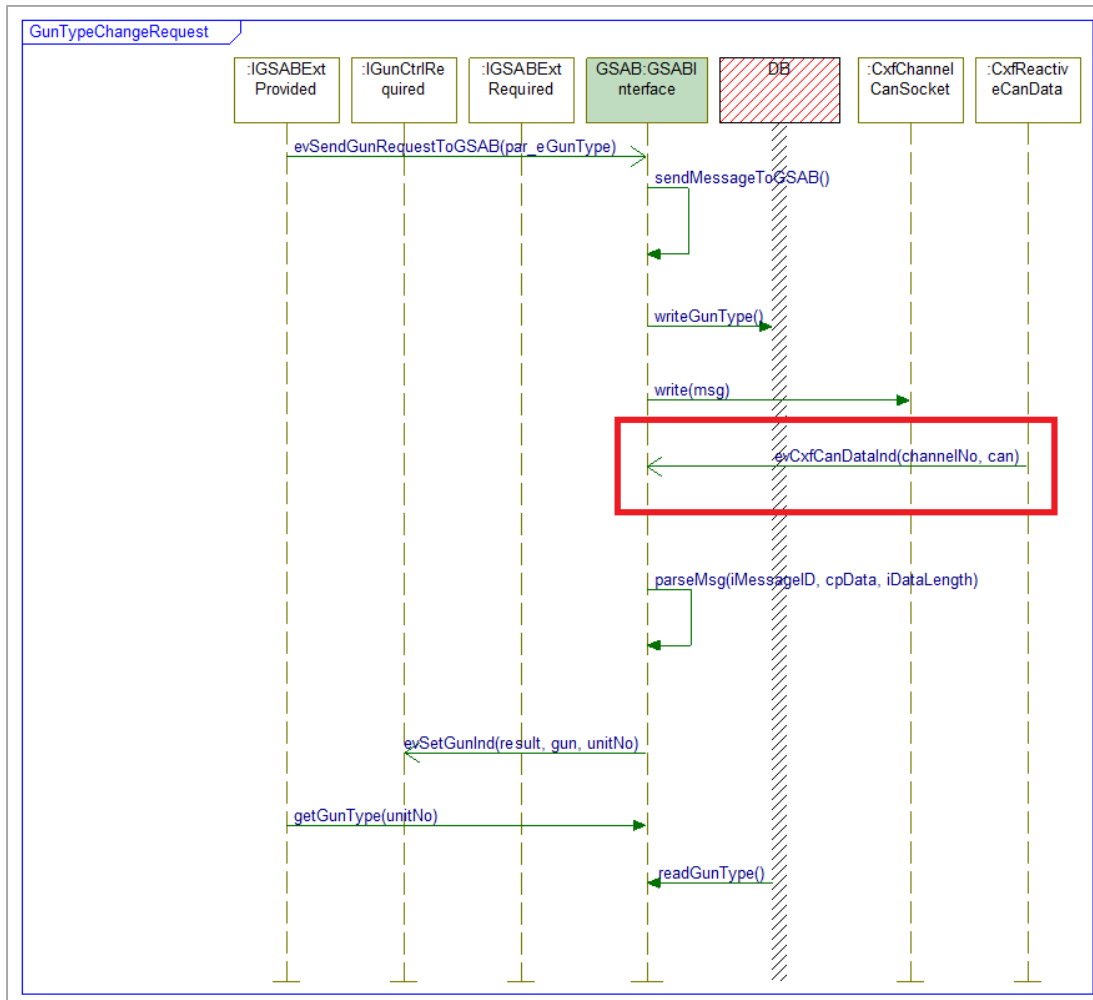 GunTypeChangeRequest
:IGSABExt
Provided
:IGunCtrlRe
quired
:IGSABExt
Required
GSAB:GSABI
nterface
DB
:CxfChannel
CanSocket
:CxfReactiv
eCanData
evSendGunRequestToGSAB(par_eGunType)
sendMessageToGSAB()
writeGunType()
write(msg)
evCxfCanDataInd(channelNo, can)
parseMsg(iMessageID, cpData, iDataLength)
evSetGunInd(result, gun, unitNo)
getGunType(unitNo)
readGunType()